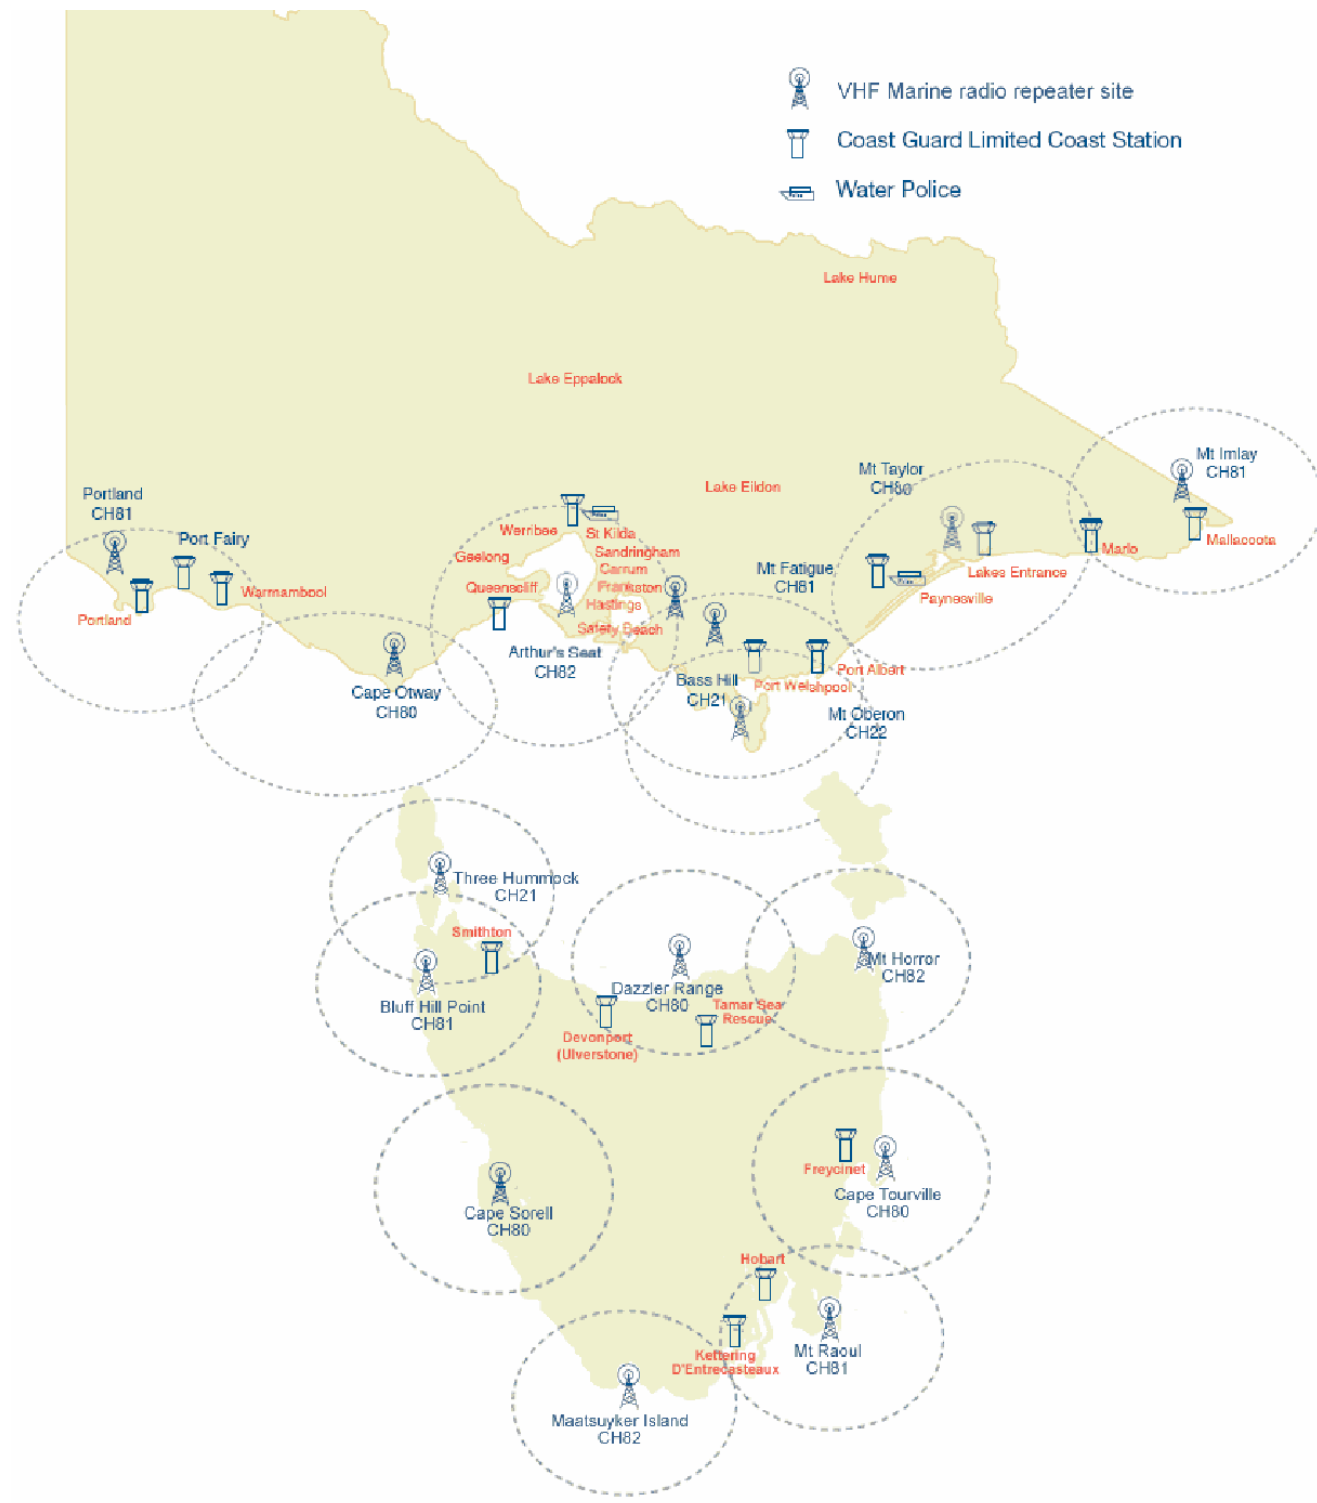 VHF Marine radio repeater site
Coast Guard Limited Coast Station
Water Police
Lake Hume
Lake Eppalock
Lake Eildon
Mt Taylor
CH80
Mt Imlay
CH81
Portland
CH81
Port Fairy
Warrnambool
Portland
Werribee
St Kilda
Geelong
Sandringham
Carrum
Queenscliff
Frankston
Hastings
Safety Beach
Mt Fatigue
CH81
Marlo
Mallacoota
Lakes Entrance
Paynesville
Arthur's Seat
CH82
Cape Otway
CH80
Bass Hill
CH21
Port Albert
Port Welshpool
Mt Oberon
CH22
Three Hummock
CH21
Smithton
Bluff Hill Point
CH81
Dazzler Range
CH80
Tamar Sea
Rescue
Mt Horror
CH82
Devonport
(Ulverstone)
Freycinet
Cape Tourville
CH80
Cape Sorell
CH80
Hobart
Kettering
D'Entrecasteaux
Mt Raoul
CH81
Maatsuyker Island
CH82